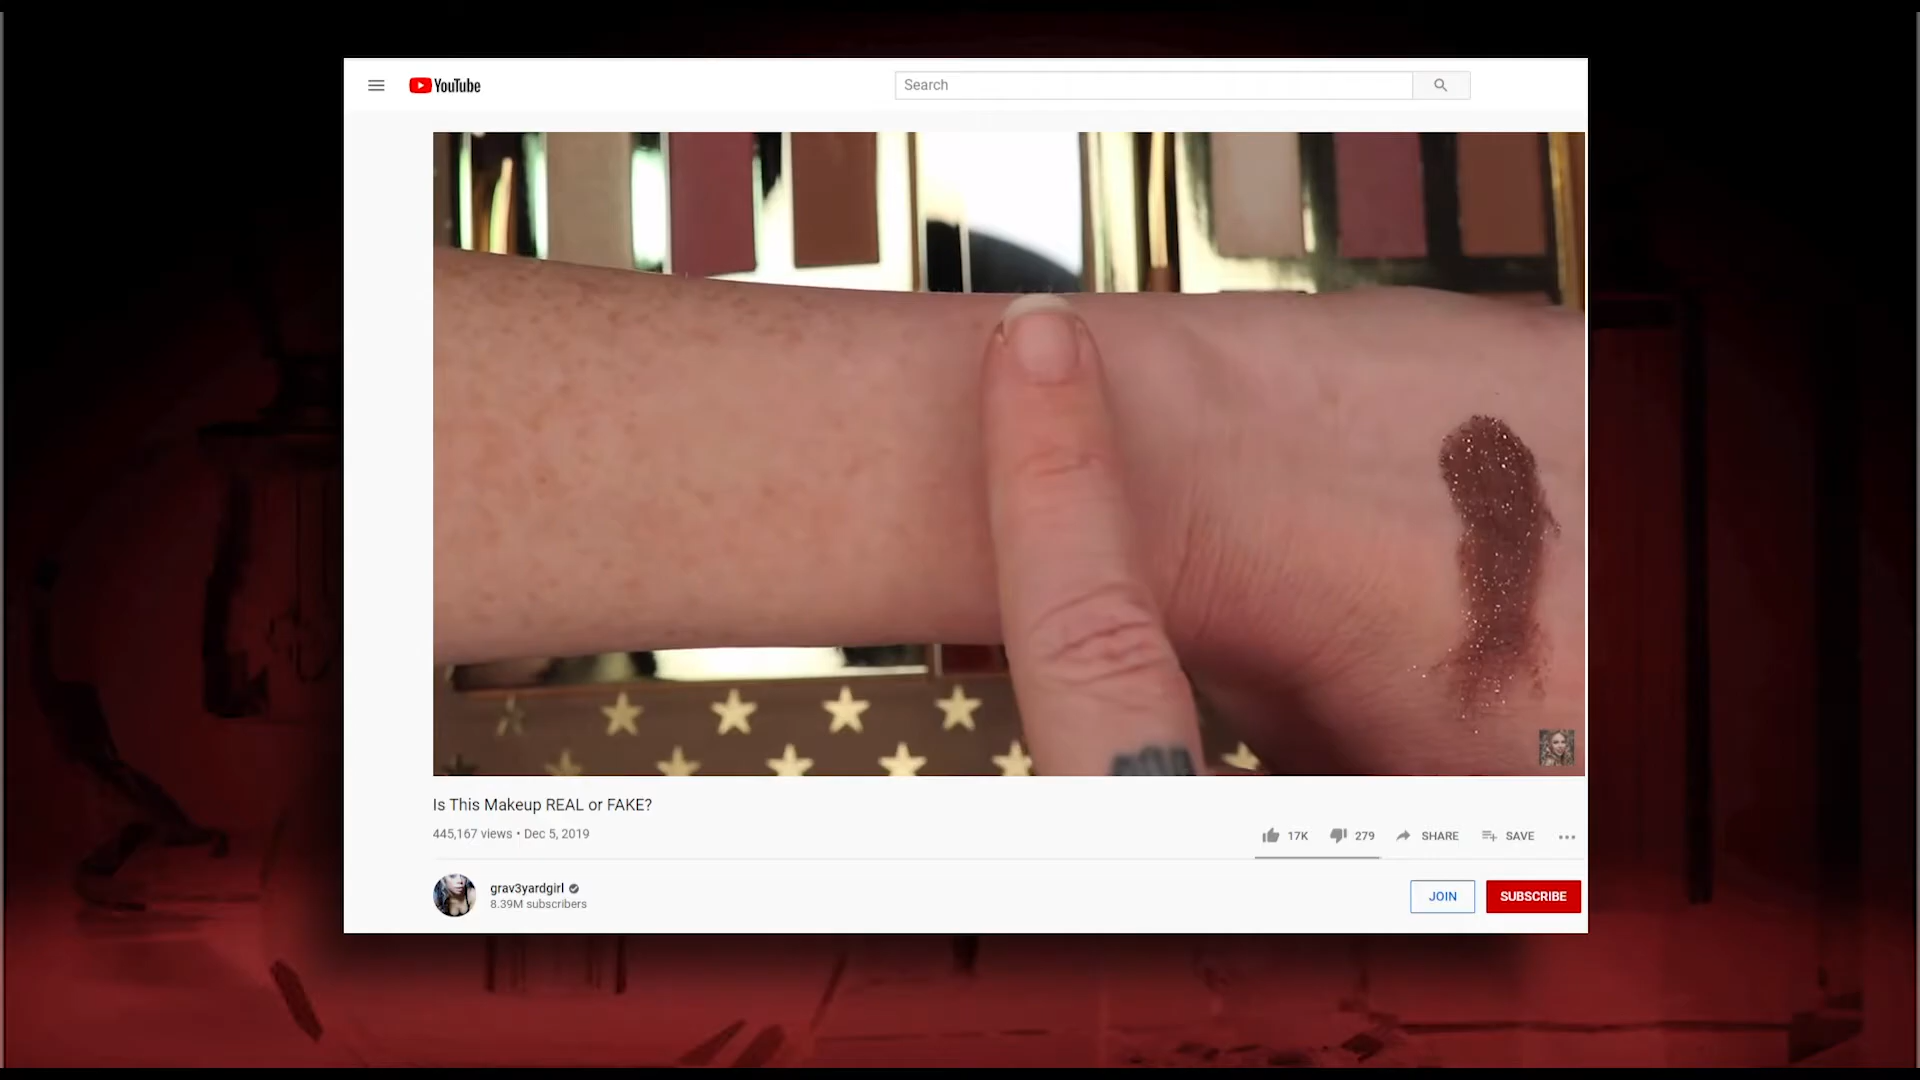 YouTube
Search
Is This Makeup REAL or FAKE?
445,167 views • Dec 5, 2019
17K
279
SHARE
SAVE
grav3yardgirl
8.39M subscribers
JOIN
SUBSCRIBE